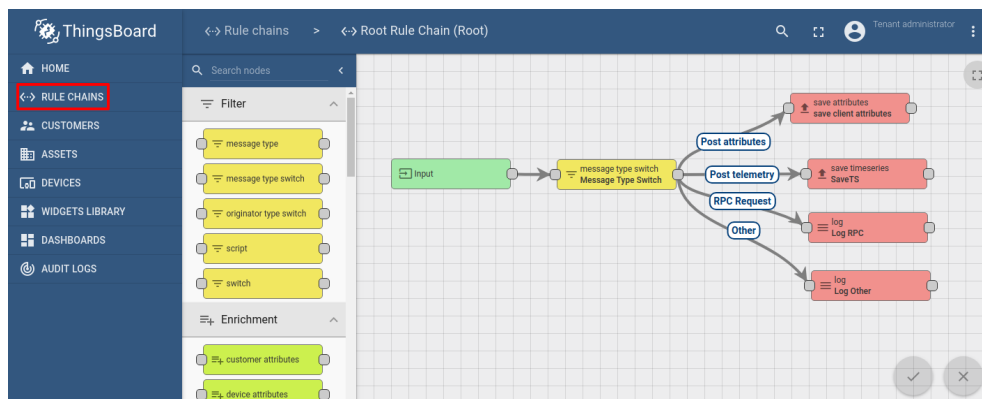 ThingsBoard
Rule chains > Root Rule Chain (Root)
Tenant administrator
HOME
RULE CHAINS
CUSTOMERS
ASSETS
DEVICES
WIDGETS LIBRARY
DASHBOARDS
AUDIT LOGS
Search nodes
Filter
message type
message type switch
originator type switch
script
switch
Enrichment
customer attributes
device attributes
Input
message type switch
Message Type Switch
Post attributes
Post telemetry
RPC Request
Other
save attributes
save client attributes
save timeseries
SaveTS
log
Log RPC
log
Log Other